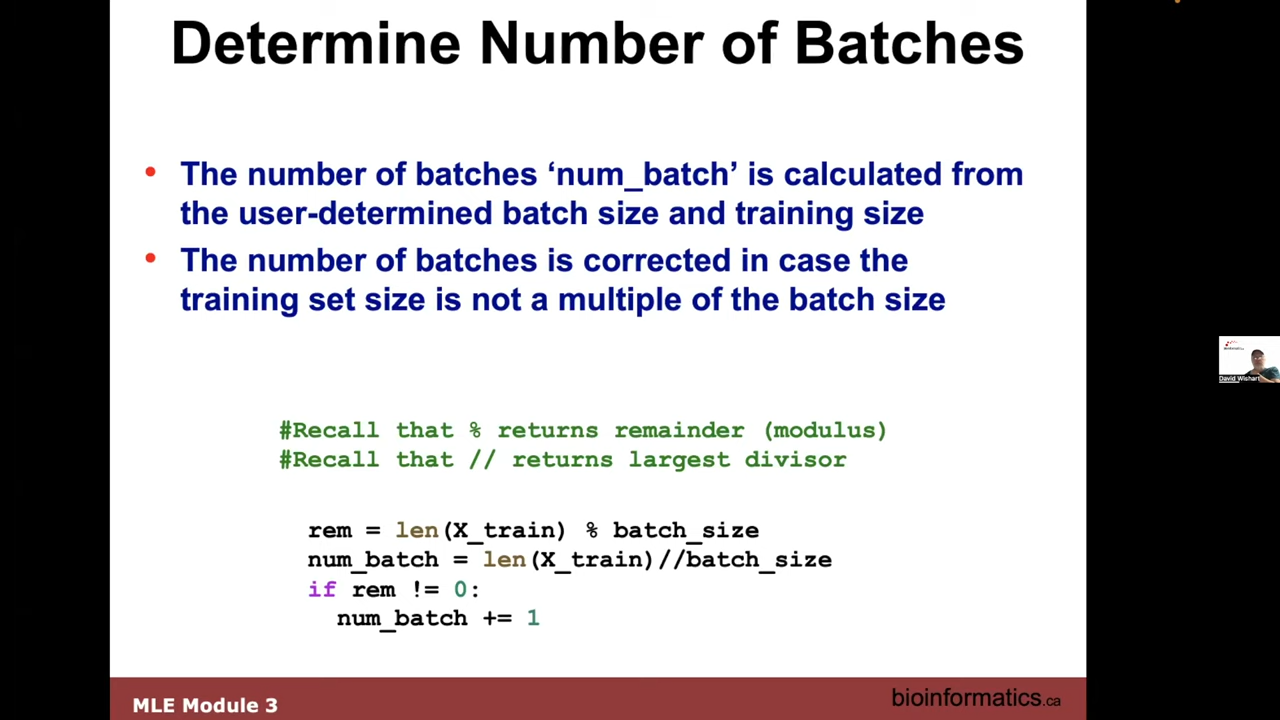 Determine Number of Batches
• The number of batches ‘num_batch’ is calculated from
the user-determined batch size and training size
• The number of batches is corrected in case the
training set size is not a multiple of the batch size
#Recall that % returns remainder (modulus)
#Recall that // returns largest divisor
rem = len(X_train) % batch_size
num_batch = len(X_train)//batch_size
if rem != 0:
num_batch += 1
David Wishart
MLE Module 3
bioinformatics.ca